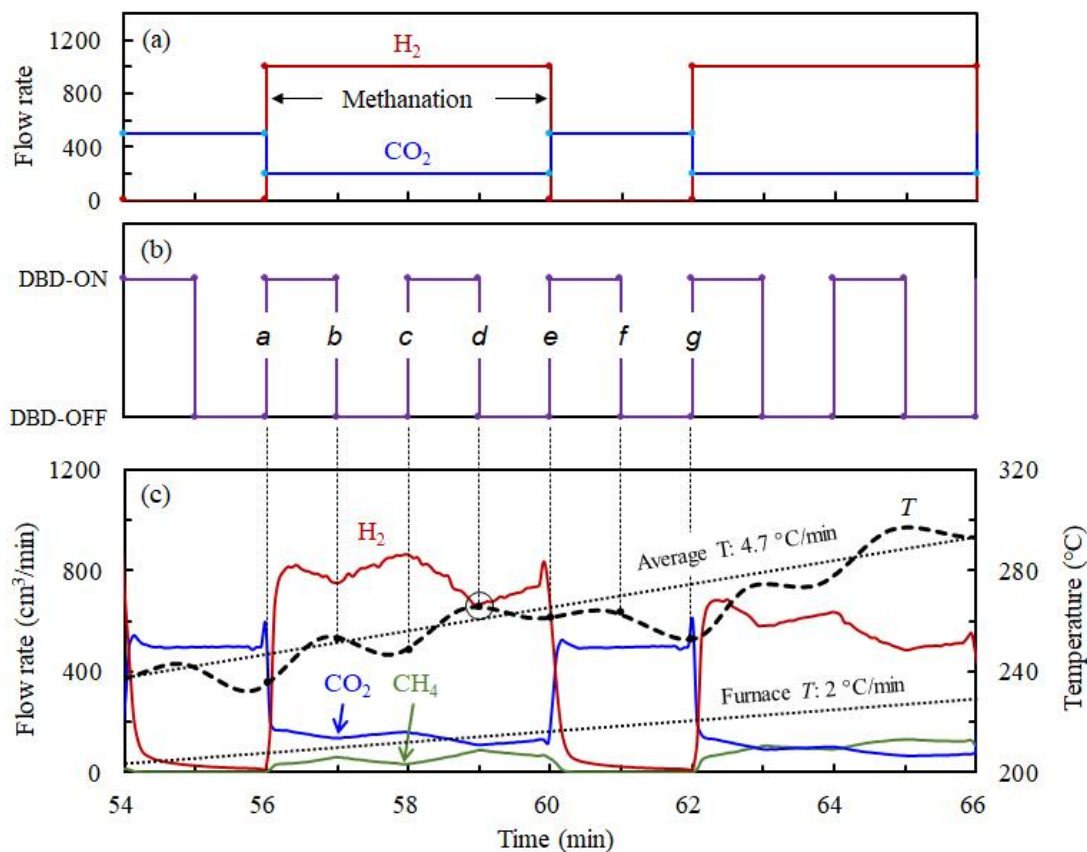 (a)
H₂
Methanation
CO₂
Flow rate
1200
800
400
0
(b)
DBD-ON
DBD-OFF
a b c d e f g
(c)
H₂
T
Average T: 4.7 °C/min
CO₂
CH₄
Furnace T: 2 °C/min
Flow rate (cm³/min)
1200
800
400
0
Temperature (°C)
320
280
240
200
54 56 58 60 62 64 66
Time (min)